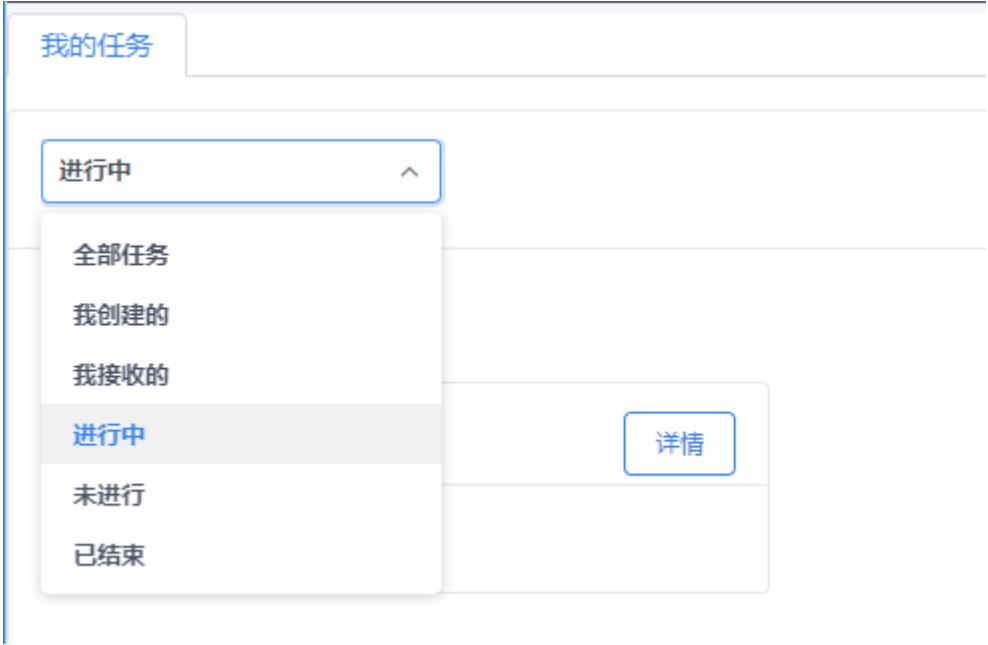 我的任务
进行中
全部任务
我创建的
我接收的
进行中
详情
未进行
已结束